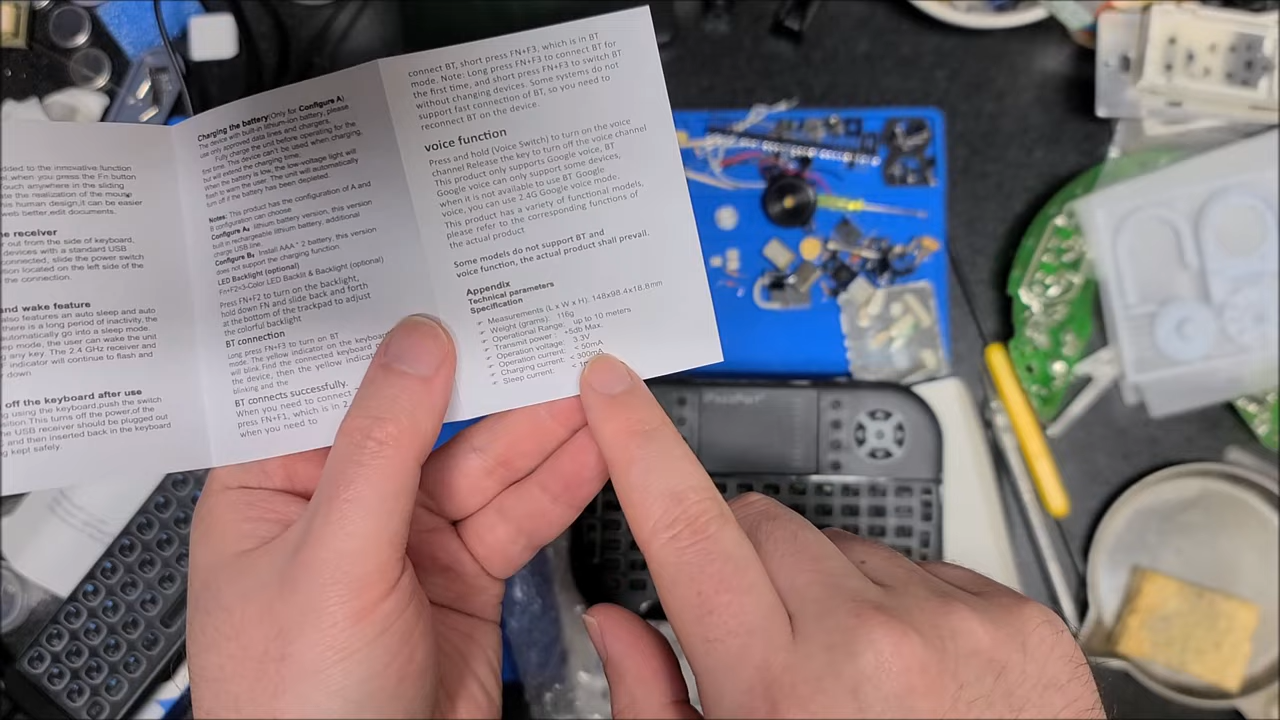 dded to the innovative function
el.when you press the Fn button
Touch anywhere in the sliding
ate the realization of the mouse
his human design,it can be easier
web better,edit documents.
he receiver
r out from the side of keyboard,
devices with a standard USB
connected, slide the power switch
sition located on the left side of
the connection.
and wake feature
also features an auto sleep and auto
there is a long period of inactivity, the
automatically go into a sleep mode.
mode, the user can wake the unit
any key. The 2.4 GHz receiver and
indicator will continue to flash and
down
off the keyboard after use
using the keyboard,push the switch
position.This turns off the power,of the
he USB receiver should be plugged out
and then inserted back in the keyboard
g kept safely.
Charging the battery(Only for Configure A)
The device with built-in lithium-ion battery, please
use only approved data lines and chargers.
Fully charge the unit before operating for the
first time. This device can't be used when charging,
but will extend the charging time;
When the battery is low, the low-voltage light will
flash to warn the user. The unit will automatically
turn off if the battery has been depleted.
Notes: This product has the configuration of A and
B configuration can choose
Configure A, lithium battery version, this version
built in rechargeable lithium battery, additional
charge USB line.
Configure B, Install AAA* 2 battery, this version
does not support the charging function.
LED Backlight (optional)
Fn+F2=3-Color LED Backlit & Backlight (optional)
Press FN+F2 to turn on the backlight,
hold down FN and slide back and forth
at the bottom of the trackpad to adjust
the colorful backlight
BT connection
Long press FN+F3 to turn on BT
mode. The yellow indication on the keyboard
will blink.Find the connected keyboard
the device, then the yellow
blinking and the
BT connects successfully.
When you need to connect
press FN+F1, which is in 2
when you need to
connect BT, short press FN+F3, which is in BT
mode. Note: Long press FN+F3 to connect BT for
the first time, and short press FN+F3 to switch BT
without changing devices. Some systems do not
support fast connection of BT, so you need to
reconnect BT on the device.
voice function
Press and hold [Voice Switch] to turn on the voice
channel Release the key to turn off the voice channel
This product only supports Google voice, BT
Google voice can only support some devices,
when it is not available to use BT Google
voice, you can use 2.4G Google voice mode,
This product has a variety of functional models,
please refer to the corresponding functions of
the actual product
Some models do not support BT and
voice function, the actual product shall prevail.
Appendix
Technical parameters
Measurements (L x W x H): 148x98.4x18.8mm
Weight (grams): 116g
Operational Range: up to 10 meters
Transmit power: +5db Max.
Operation voltage: 3.3V
Operation current: < 50mA
Charging current: < 300mA
Sleep current: < 1